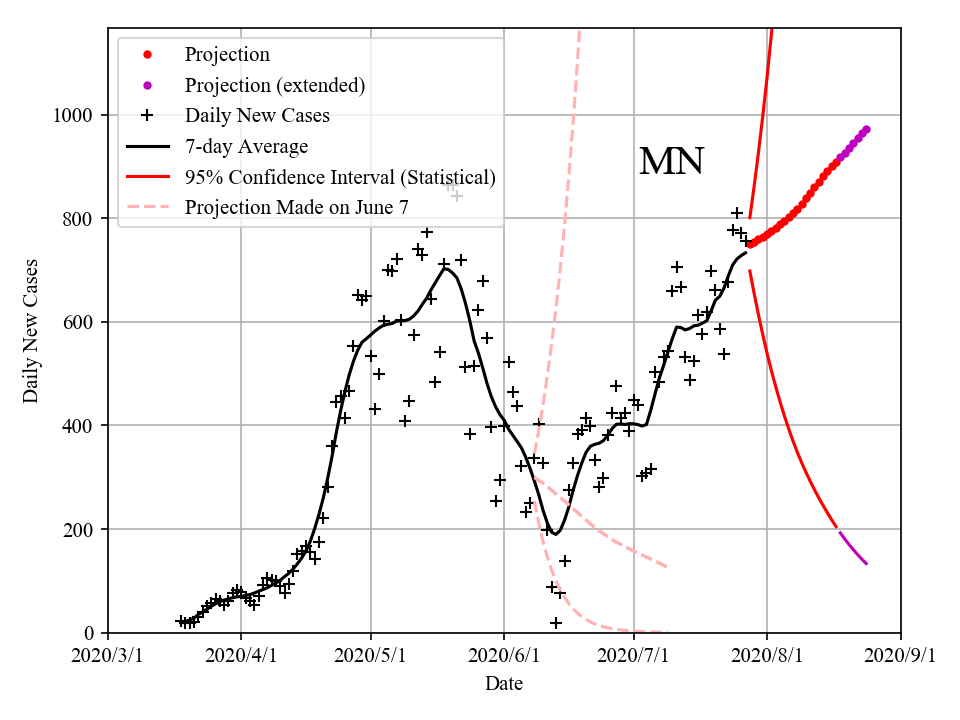 Projection
Projection (extended)
Daily New Cases
7-day Average
95% Confidence Interval (Statistical)
Projection Made on June 7
MN
Daily New Cases
1000
800
600
400
200
0
2020/3/1 2020/4/1 2020/5/1 2020/6/1 2020/7/1 2020/8/1 2020/9/1
Date